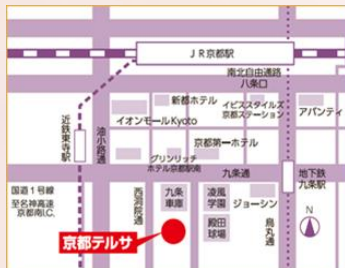 JR京都駅
南北自由通路
八条口
新都ホテル
イビススタイルズ
京都ステーション
アバンティ
イオンモールKyoto
近鉄東寺駅
油小路通
京都第一ホテル
グリンリッチ
ホテル京都駅南
九条通
地下鉄
九条駅
国道1号線
至名神高速
京都南I.C.
西洞院通
九条
車庫
凌風
学園
ジョーシン
殿田
球場
烏丸通
N
京都テルサ